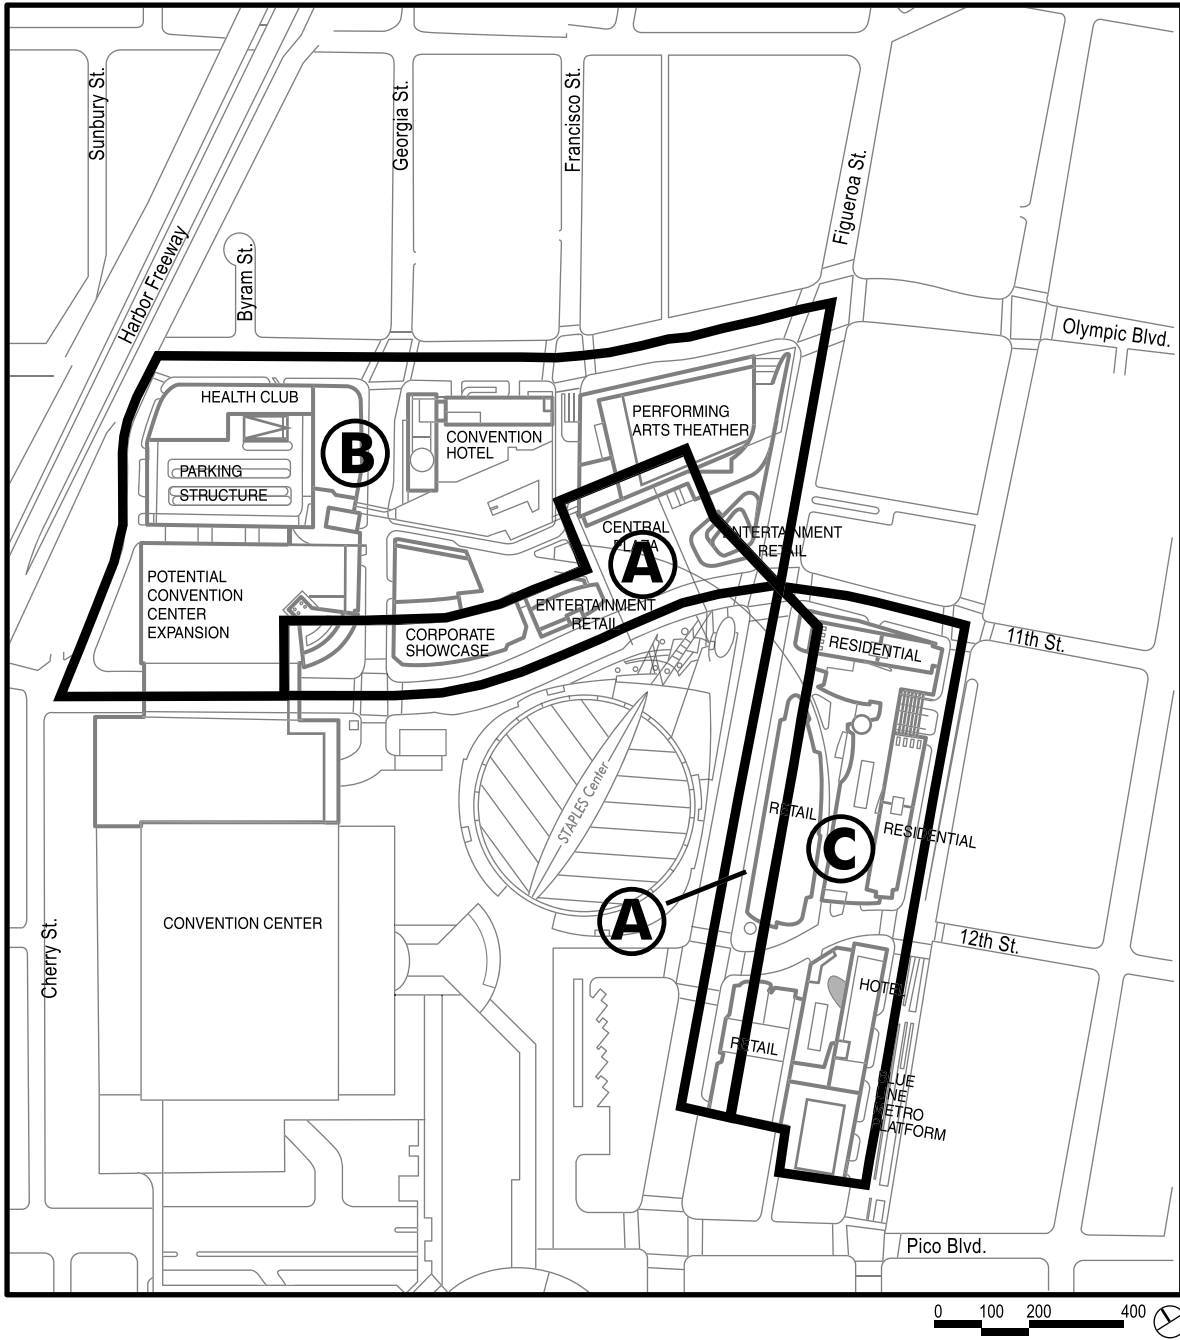 Sunbury St.
Georgia St.
Francisco St.
Figueroa St.
Harbor Freeway
Byram St.
Olympic Blvd.
HEALTH CLUB
PERFORMING
ARTS THEATHER
B
CONVENTION
HOTEL
PARKING
STRUCTURE
CENTRAL
PLAZA
A
ENTERTAINMENT
RETAIL
POTENTIAL
CONVENTION
CENTER
EXPANSION
ENTERTAINMENT
RETAIL
CORPORATE
SHOWCASE
11th St.
RESIDENTIAL
STAPLES Center
RETAIL
RESIDENTIAL
C
A
CONVENTION CENTER
Cherry St.
12th St.
HOTEL
RETAIL
BLUE
LINE
METRO
PLATFORM
Pico Blvd.
0 100 200 400